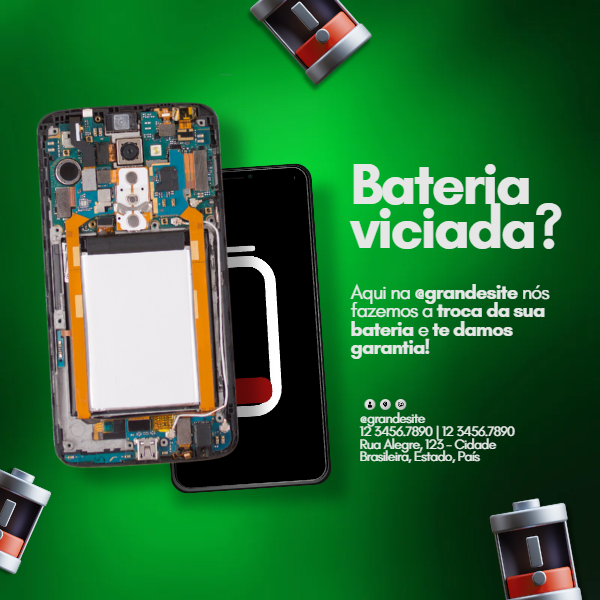 Bateria
viciada?
Aqui na @grandesite nós
fazemos a troca da sua
bateria e te damos
garantia!
@grandesite
12 3456.7890 | 12 3456.7890
Rua Alegre, 123 - Cidade
Brasileira, Estado, País